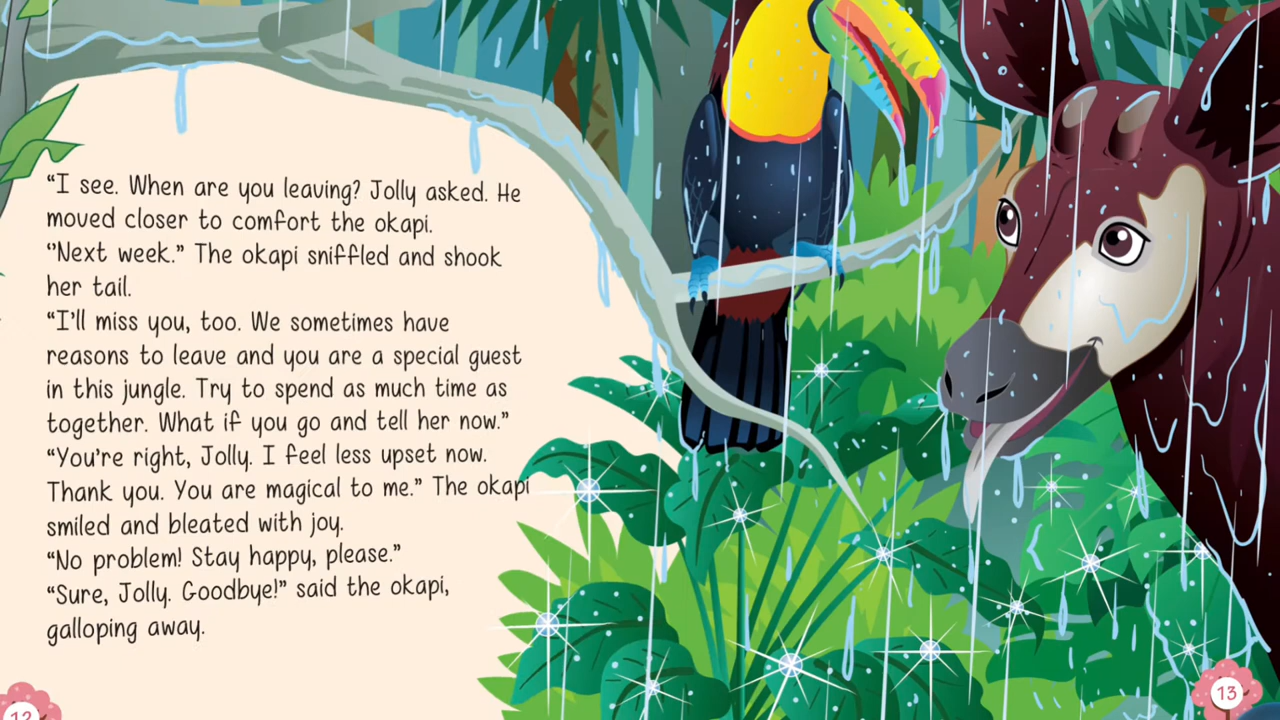 “I see. When are you leaving? Jolly asked. He
moved closer to comfort the okapi.
“Next week.” The okapi sniffled and shook
her tail.
“I’ll miss you, too. We sometimes have
reasons to leave and you are a special guest
in this jungle. Try to spend as much time as
together. What if you go and tell her now.”
“You’re right, Jolly. I feel less upset now.
Thank you. You are magical to me.” The okapi
smiled and bleated with joy.
“No problem! Stay happy, please.”
“Sure, Jolly. Goodbye!” said the okapi,
galloping away.
12
13